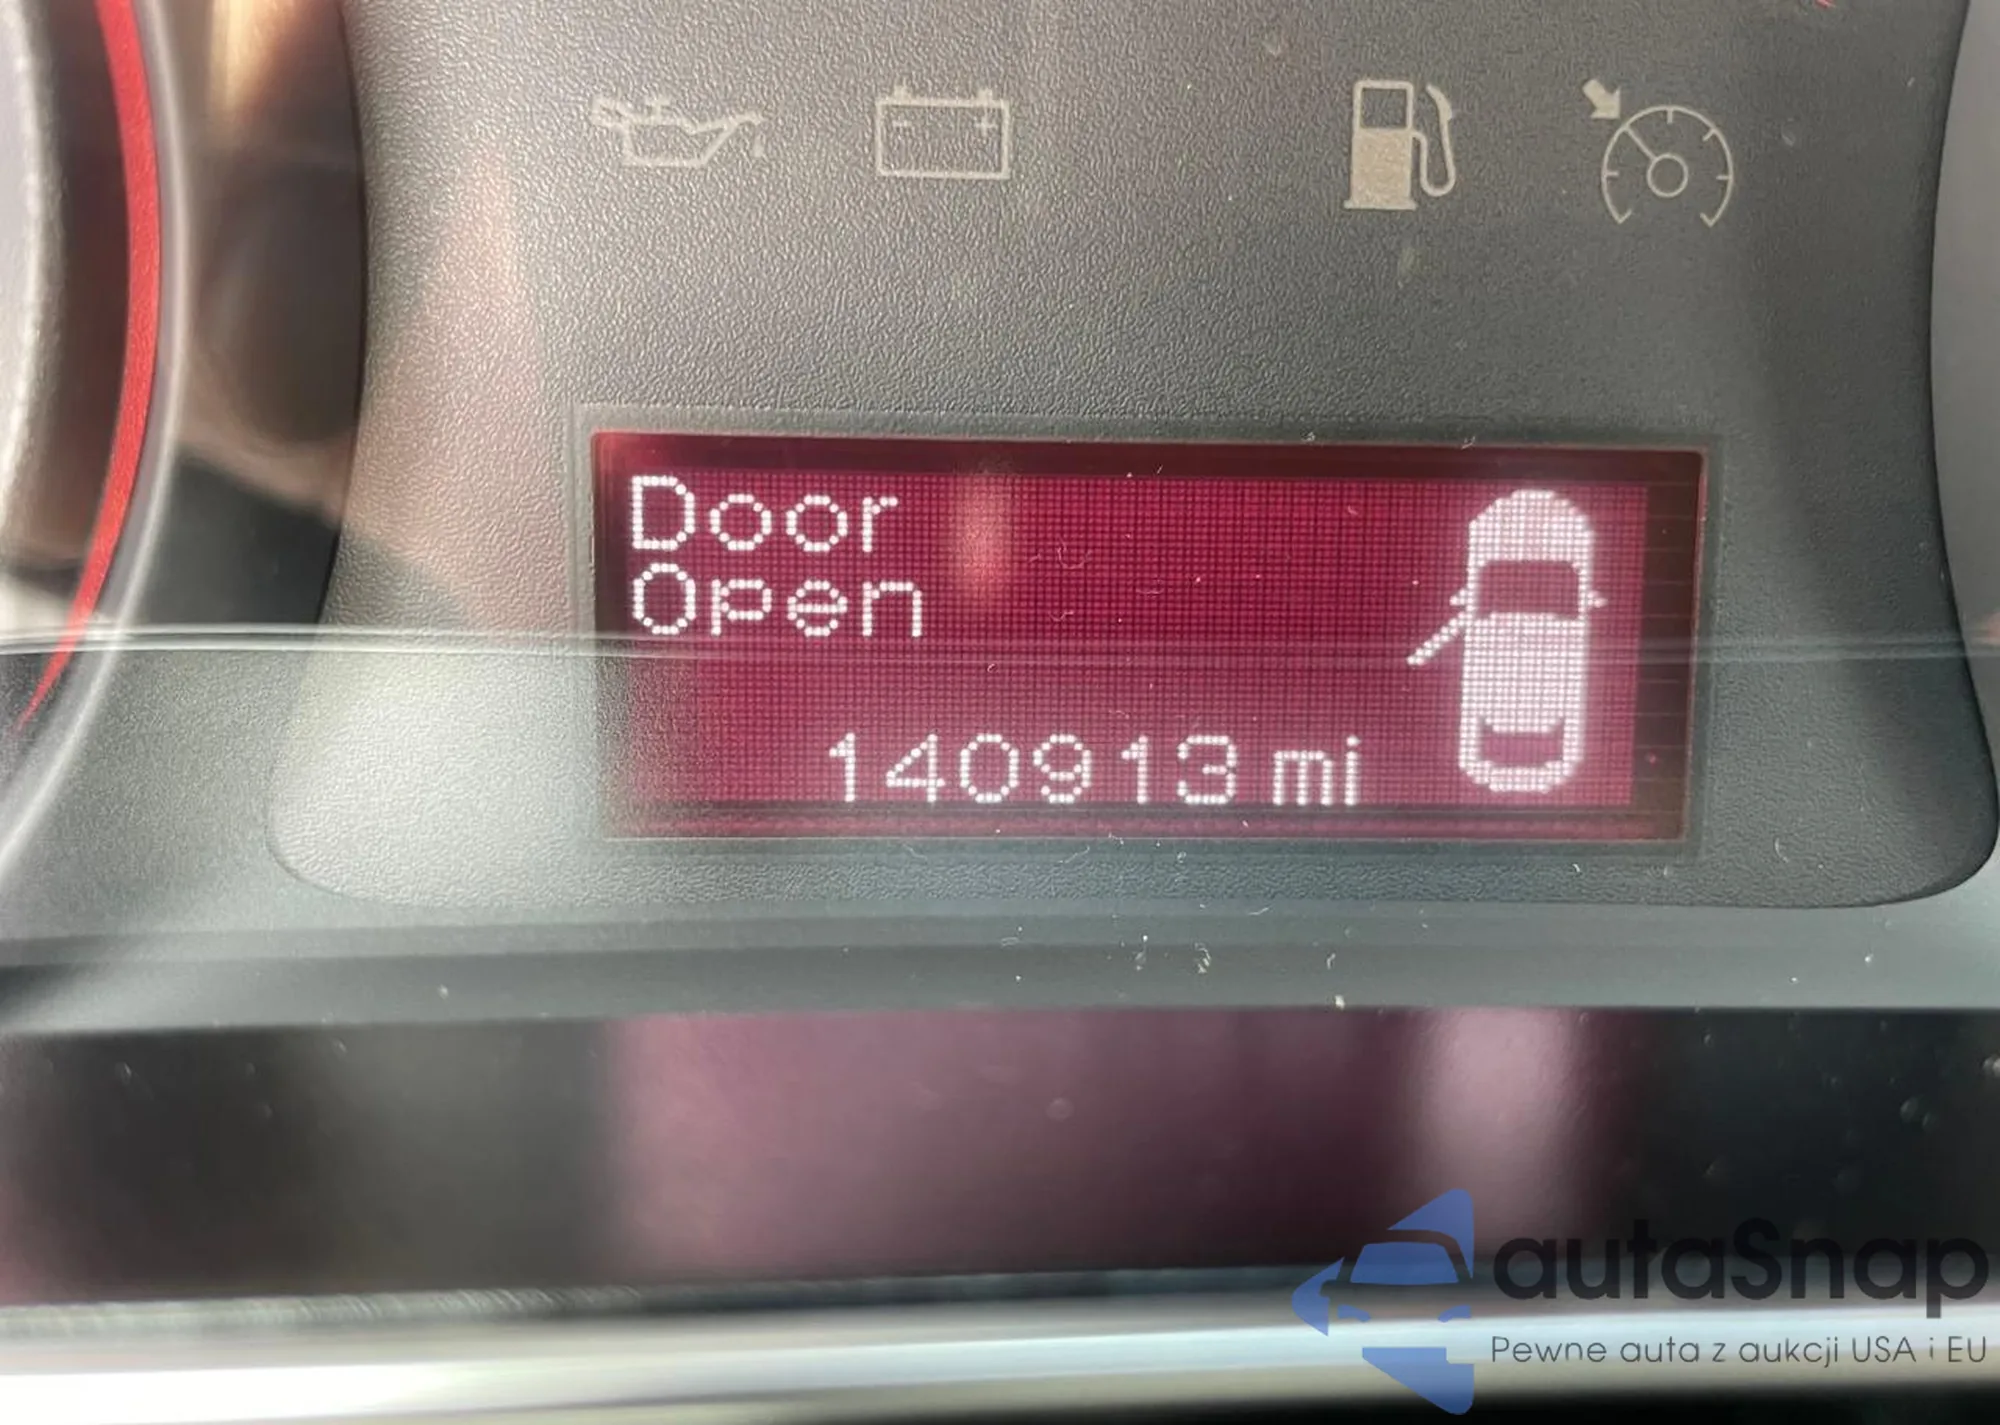 Door
Open
140913 mi
autaSnap
Pewne auta z aukcji USA i EU